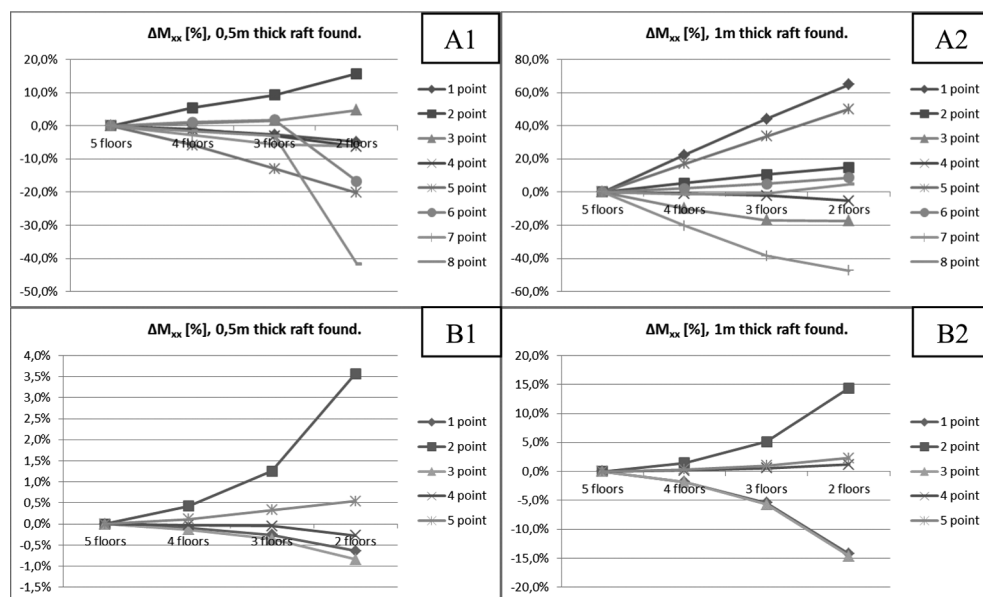 ΔMxx [%], 0,5m thick raft found.
A1
20,0%
10,0%
0,0%
-10,0%
-20,0%
-30,0%
-40,0%
-50,0%
5 floors
4 floors
3 floors
2 floors
1 point
2 point
3 point
4 point
5 point
6 point
7 point
8 point
ΔMxx [%], 1m thick raft found.
A2
80,0%
60,0%
40,0%
20,0%
0,0%
-20,0%
-40,0%
-60,0%
5 floors
4 floors
3 floors
2 floors
1 point
2 point
3 point
4 point
5 point
6 point
7 point
8 point
ΔMxx [%], 0,5m thick raft found.
B1
4,0%
3,5%
3,0%
2,5%
2,0%
1,5%
1,0%
0,5%
0,0%
-0,5%
-1,0%
-1,5%
5 floors
4 floors
3 floors
2 floors
1 point
2 point
3 point
4 point
5 point
ΔMxx [%], 1m thick raft found.
B2
20,0%
15,0%
10,0%
5,0%
0,0%
-5,0%
-10,0%
-15,0%
-20,0%
5 floors
4 floors
3 floors
2 floors
1 point
2 point
3 point
4 point
5 point